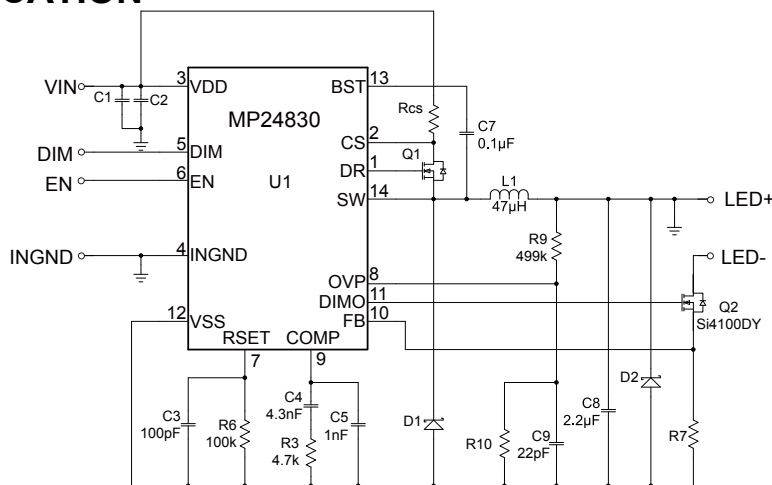 VIN
C1
C2
3
VDD
MP24830
BST
13
Rcs
C7
0.1µF
CS
2
Q1
DIM
5
DIM
DR
1
EN
6
EN
U1
SW
14
L1
47µH
LED+
INGND
4
INGND
R9
499k
LED-
OVP
8
DIMO
11
FB
10
Q2
Si4100DY
12
VSS
RSET
7
COMP
9
C3
100pF
R6
100k
C4
4.3nF
R3
4.7k
C5
1nF
D1
R10
C9
22pF
C8
2.2µF
D2
R7